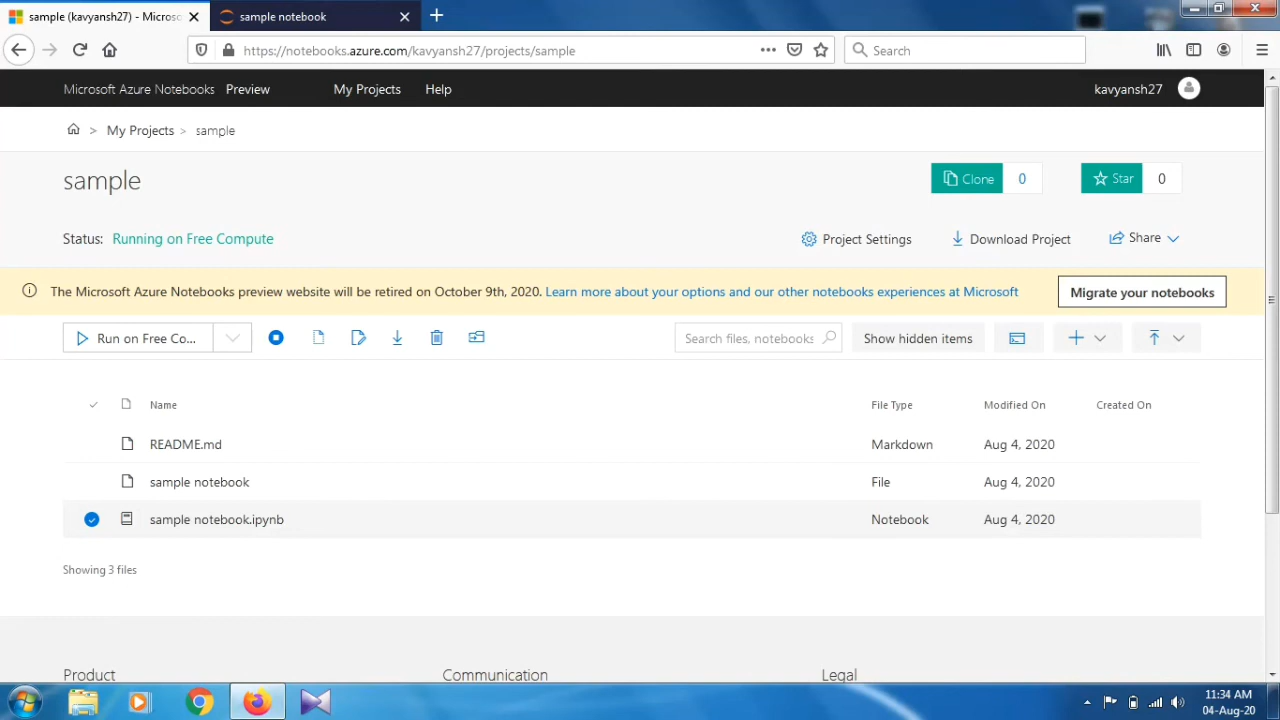 sample (kavyansh27) - Microsc
sample notebook
https://notebooks.azure.com/kavyansh27/projects/sample
Search
Microsoft Azure Notebooks Preview My Projects Help kavyansh27
> My Projects > sample
sample
Clone 0 Star 0
Status: Running on Free Compute Project Settings Download Project Share
The Microsoft Azure Notebooks preview website will be retired on October 9th, 2020. Learn more about your options and our other notebooks experiences at Microsoft Migrate your notebooks
Run on Free Co... Search files, notebooks Show hidden items
Name File Type Modified On Created On
README.md Markdown Aug 4, 2020
sample notebook File Aug 4, 2020
sample notebook.ipynb Notebook Aug 4, 2020
Showing 3 files
Product Communication Legal
11:34 AM
04-Aug-20